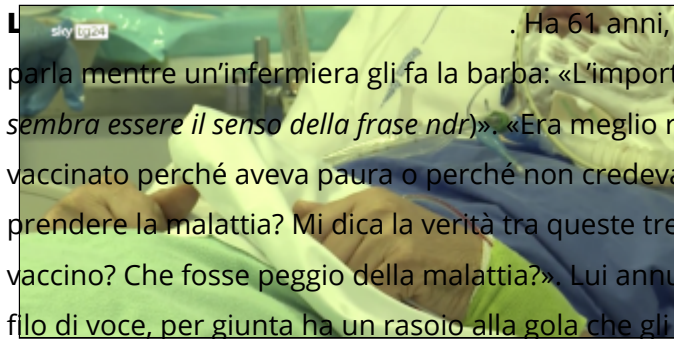 L
sky tg24
. Ha 61 anni,
parla mentre un’infermiera gli fa la barba: «L’import
sembra essere il senso della frase ndr)». «Era meglio
vaccinato perché aveva paura o perché non credeva
prendere la malattia? Mi dica la verità tra queste tre
vaccino? Che fosse peggio della malattia?». Lui annu
filo di voce, per giunta ha un rasoio alla gola che gli